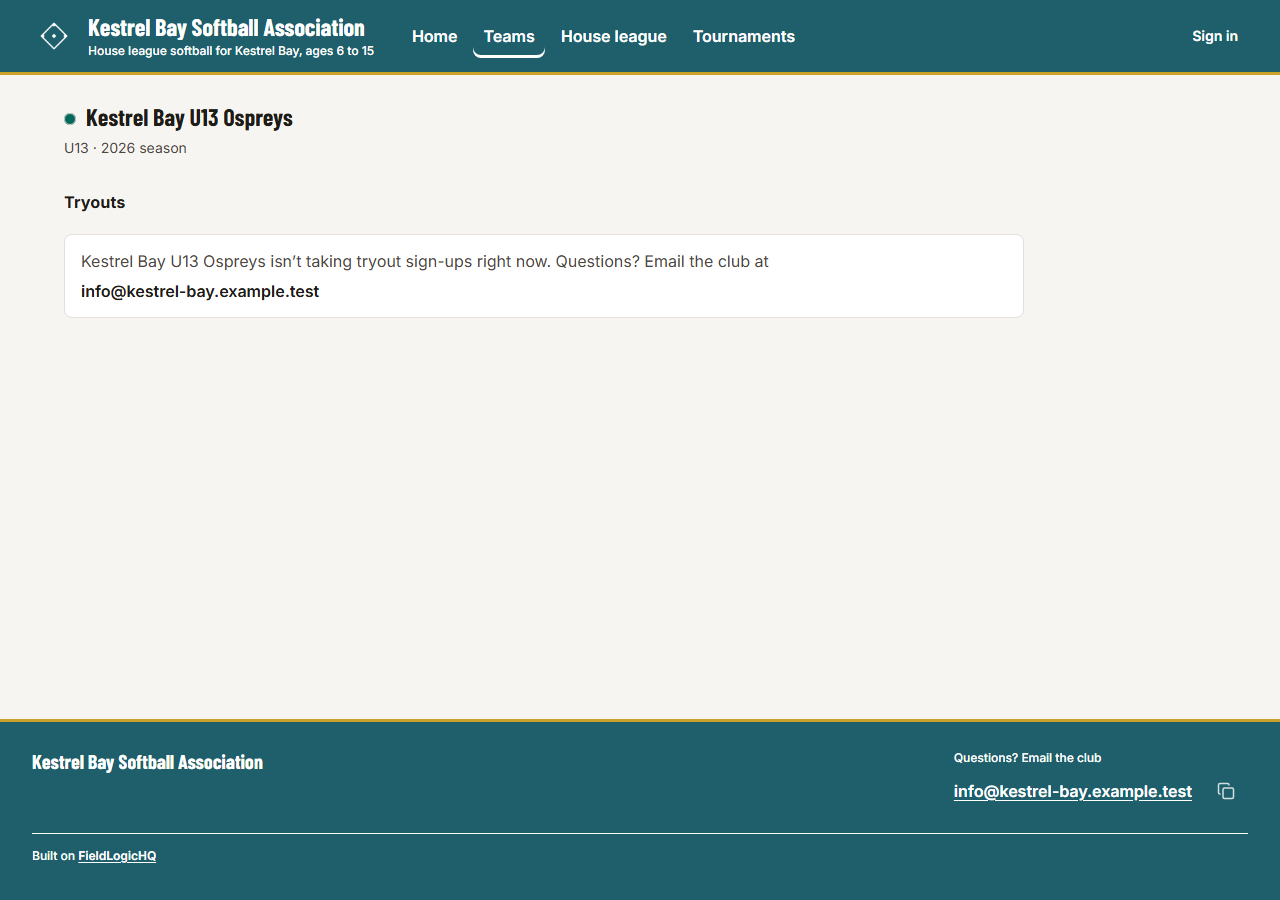 Kestrel Bay Softball Association
House league softball for Kestrel Bay, ages 6 to 15
Home
Teams
House league
Tournaments
Sign in
Kestrel Bay U13 Ospreys
U13 · 2026 season
Tryouts
Kestrel Bay U13 Ospreys isn’t taking tryout sign-ups right now. Questions? Email the club at
info@kestrel-bay.example.test
Kestrel Bay Softball Association
Questions? Email the club
info@kestrel-bay.example.test
Built on FieldLogicHQ